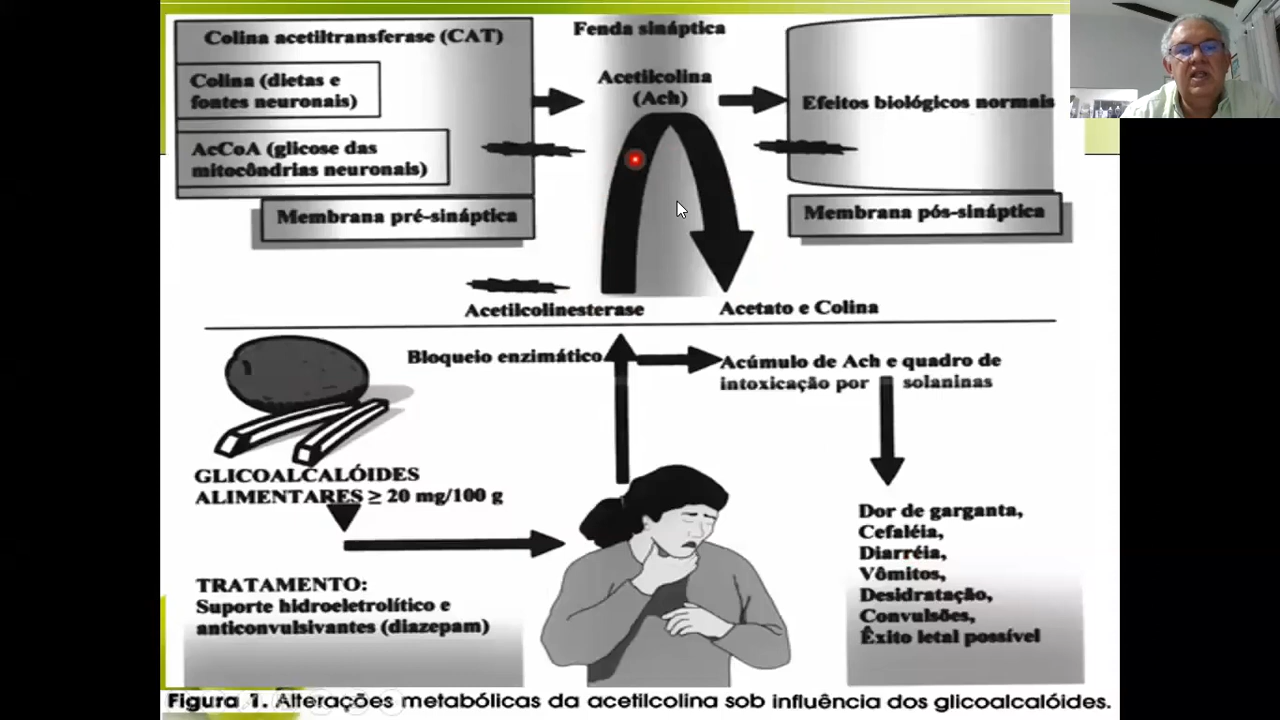 Colina acetiltransferase (CAT)
Colina (dietas e
fontes neuronais)
AcCoA (glicose das
mitocôndrias neuronais)
Membrana pré-sináptica
Fenda sináptica
Acetilcolina
(Ach)
Efeitos biológicos normais
Membrana pós-sináptica
Acetilcolinesterase
Acetato e Colina
Bloqueio enzimático
Acúmulo de Ach e quadro de
intoxicação por solaninas
GLICOALCALÓIDES
ALIMENTARES ≥ 20 mg/100 g
TRATAMENTO:
Suporte hidroeletrolítico e
anticonvulsivantes (diazepam)
Dor de garganta,
Cefaléia,
Diarréia,
Vômitos,
Desidratação,
Convulsões,
Êxito letal possível
Figura 1. Alterações metabólicas da acetilcolina sob influência dos glicoalcalóides.